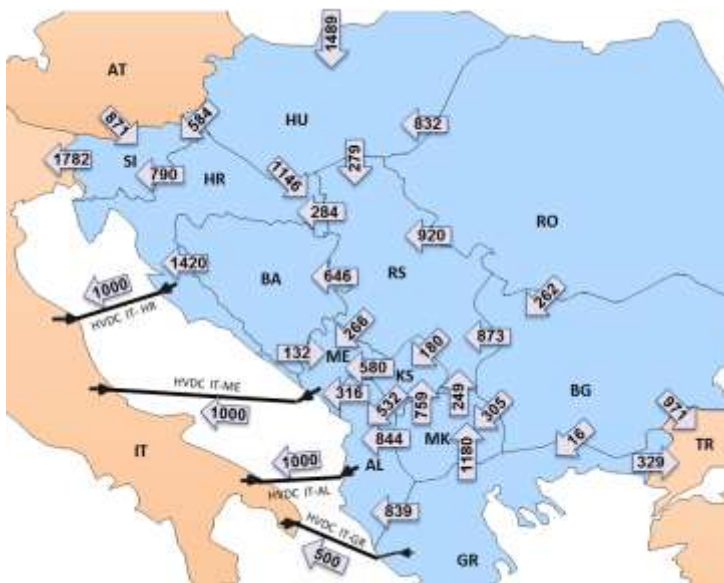 1489
AT
871
584
HU
832
1782
SI
790
HR
1146
279
284
RO
920
1420
BA
646
RS
1000
HVDC IT- HR
262
266
132
ME
180
873
580
KS
316
BG
HVDC IT-ME
532
759
249
305
971
1000
844
MK
16
TR
IT
AL
1180
329
1000
HVDC IT-AL
839
HVDC IT-GR
500
GR